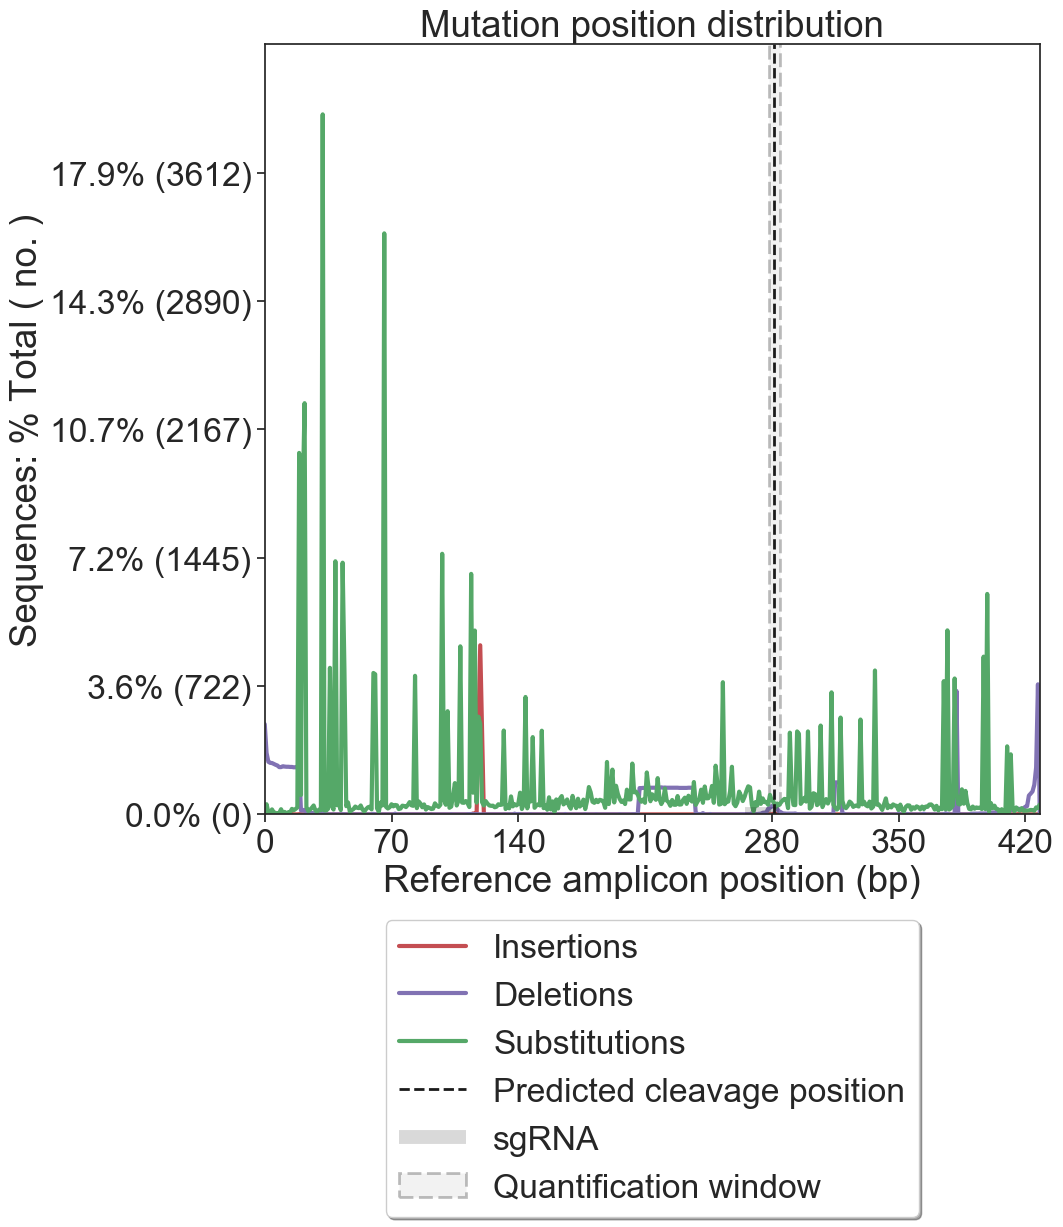 Mutation position distribution
Sequences: % Total ( no. )
17.9% (3612)
14.3% (2890)
10.7% (2167)
7.2% (1445)
3.6% (722)
0.0% (0)
0 70 140 210 280 350 420
Reference amplicon position (bp)
Insertions
Deletions
Substitutions
Predicted cleavage position
sgRNA
Quantification window